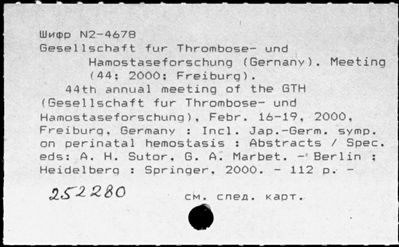 Шифр N2-4678
Gesellschaft fur Thrombose- und
Hamostaseforschung (Gernany). Meeting
(44; 2000; Freiburg).
44th annual meeting of the GTH
(Gesellschaft fur Thrombose- und
Hamostaseforschung), Febr. 16-19, 2000,
Freiburg, Germany : Incl. Jap.-Germ. symp.
on perinatal hemostasis : Abstracts / Spec.
eds: A. H. Sutor, G. A. Marbet. - Berlin ;
Heidelberg : Springer, 2000. - 112 p. -
252280 см. спец. карт.